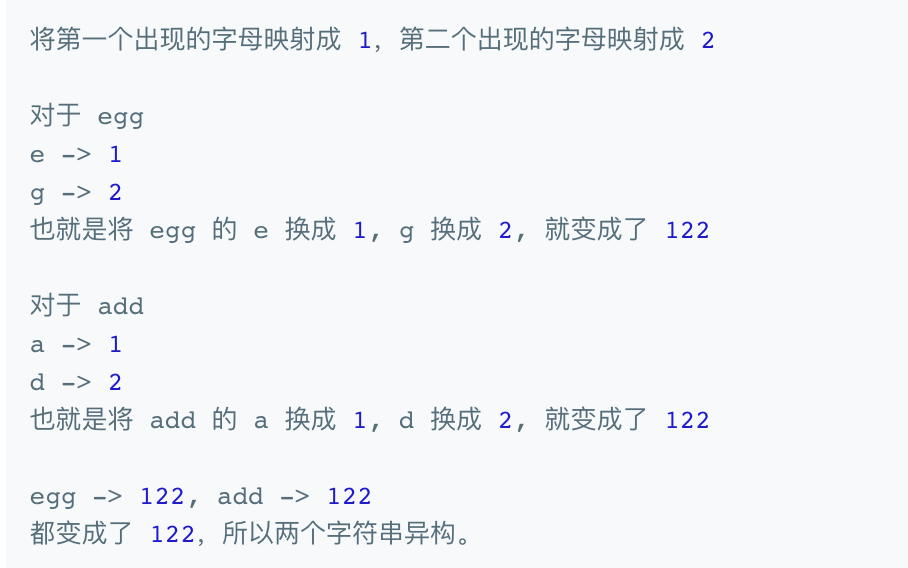 将第一个出现的字母映射成 1，第二个出现的字母映射成 2
对于 egg
e -> 1
g -> 2
也就是将 egg 的 e 换成 1, g 换成 2, 就变成了 122
对于 add
a -> 1
d -> 2
也就是将 add 的 a 换成 1, d 换成 2, 就变成了 122
egg -> 122, add -> 122
都变成了 122，所以两个字符串异构。